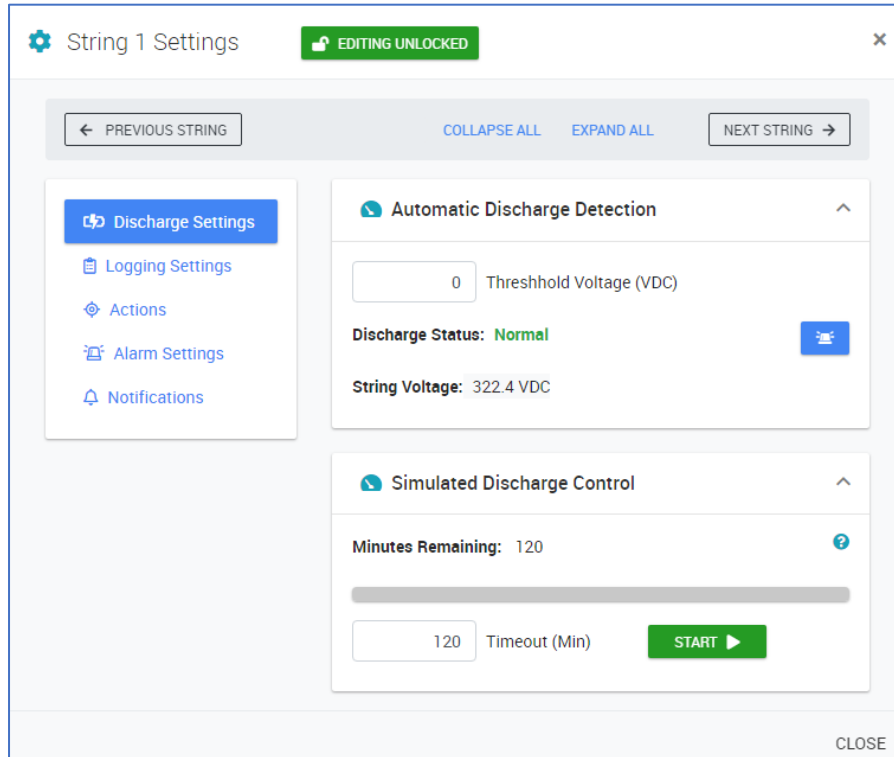 String 1 Settings
EDITING UNLOCKED
×
← PREVIOUS STRING
COLLAPSE ALL
EXPAND ALL
NEXT STRING →
Discharge Settings
Logging Settings
Actions
Alarm Settings
Notifications
Automatic Discharge Detection
0 Threshhold Voltage (VDC)
Discharge Status: Normal
String Voltage: 322.4 VDC
Simulated Discharge Control
Minutes Remaining: 120
?
120 Timeout (Min)
START
CLOSE